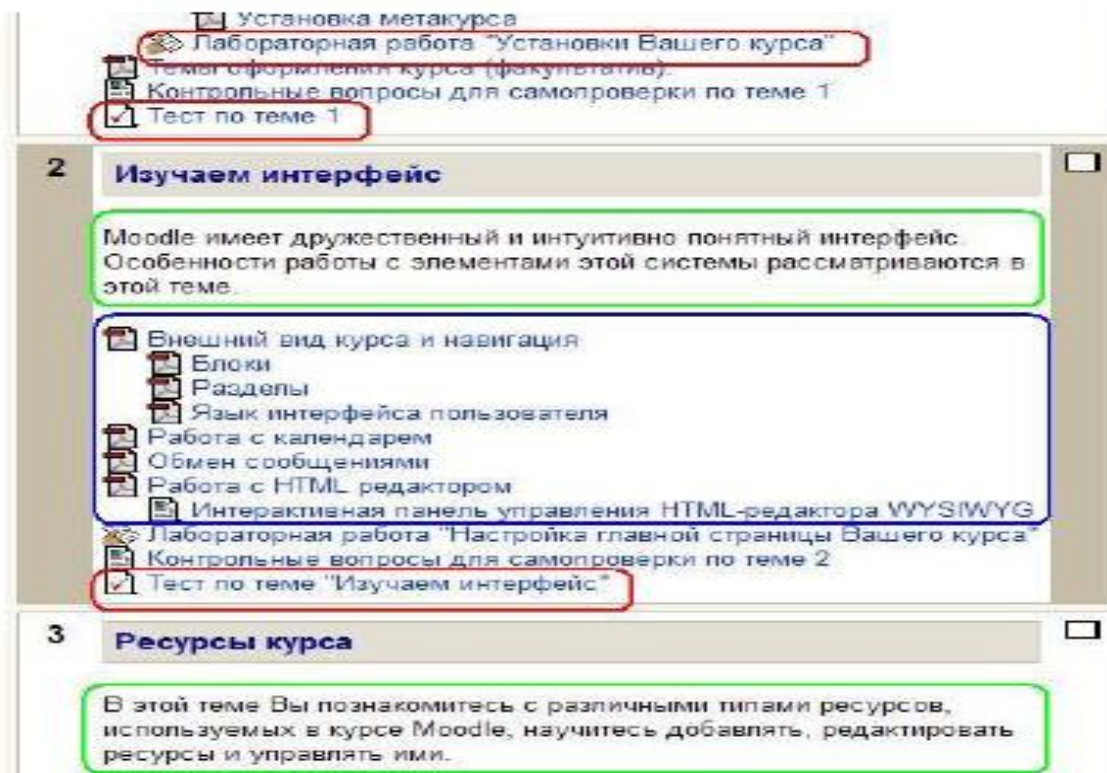 Установка метакурса
Лабораторная работа "Установки Вашего курса"
Темы оформления курса (факультатив).
Контрольные вопросы для самопроверки по теме 1
Тест по теме 1
2
Изучаем интерфейс
Moodle имеет дружественный и интуитивно понятный интерфейс.
Особенности работы с элементами этой системы рассматриваются в
этой теме.
Внешний вид курса и навигация
Блоки
Разделы
Язык интерфейса пользователя
Работа с календарем
Обмен сообщениями
Работа с HTML редактором
Интерактивная панель управления HTML-редактора WYSIWYG
Лабораторная работа "Настройка главной страницы Вашего курса"
Контрольные вопросы для самопроверки по теме 2
Тест по теме "Изучаем интерфейс"
3
Ресурсы курса
В этой теме Вы познакомитесь с различными типами ресурсов,
используемых в курсе Moodle, научитесь добавлять, редактировать
ресурсы и управлять ими.